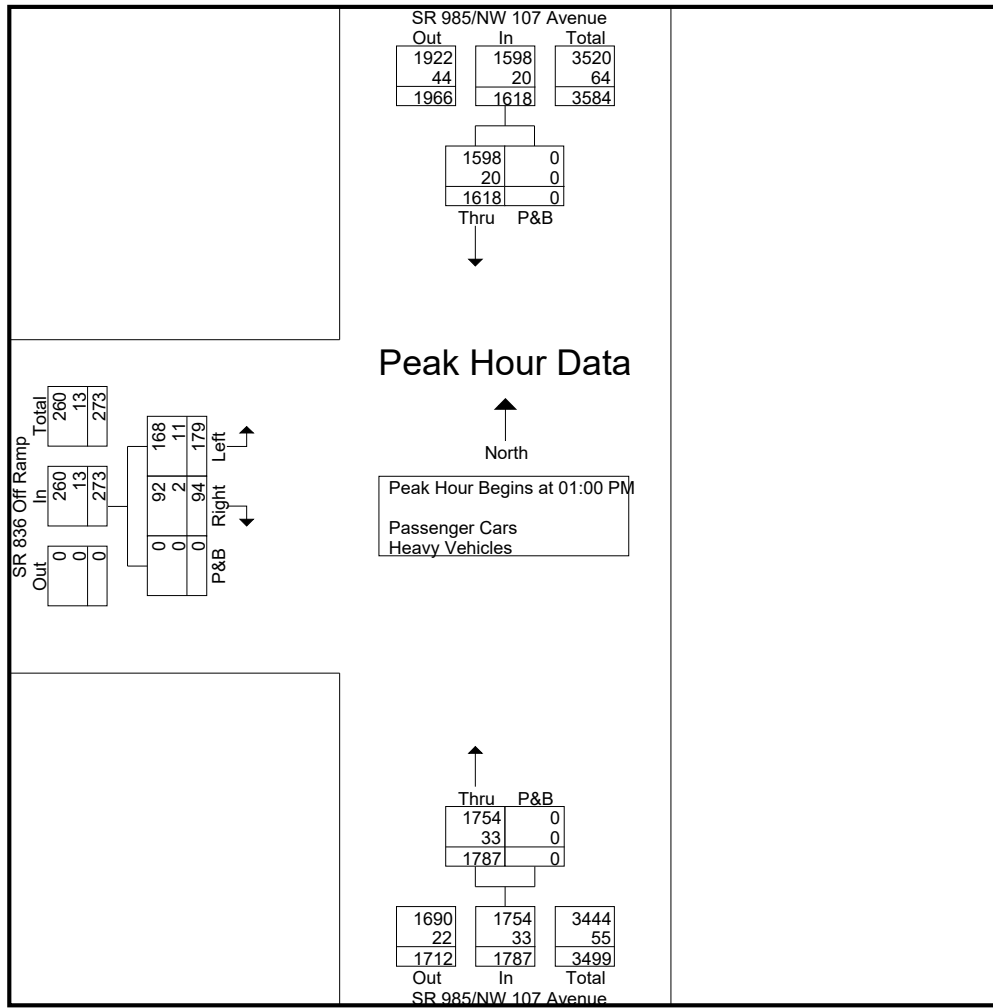 SR 985/NW 107 Avenue
Out In Total
1922 1598 3520
44 20 64
1966 1618 3584
1598 0
20 0
1618 0
Thru P&B
Peak Hour Data
North
Peak Hour Begins at 01:00 PM
Passenger Cars
Heavy Vehicles
SR 836 Off Ramp
Out In Total
0 260 260
0 13 13
0 273 273
0 92 168
0 2 11
0 94 179
P&B Right Left
Thru P&B
1754 0
33 0
1787 0
1690 1754 3444
22 33 55
1712 1787 3499
Out In Total
SR 985/NW 107 Avenue